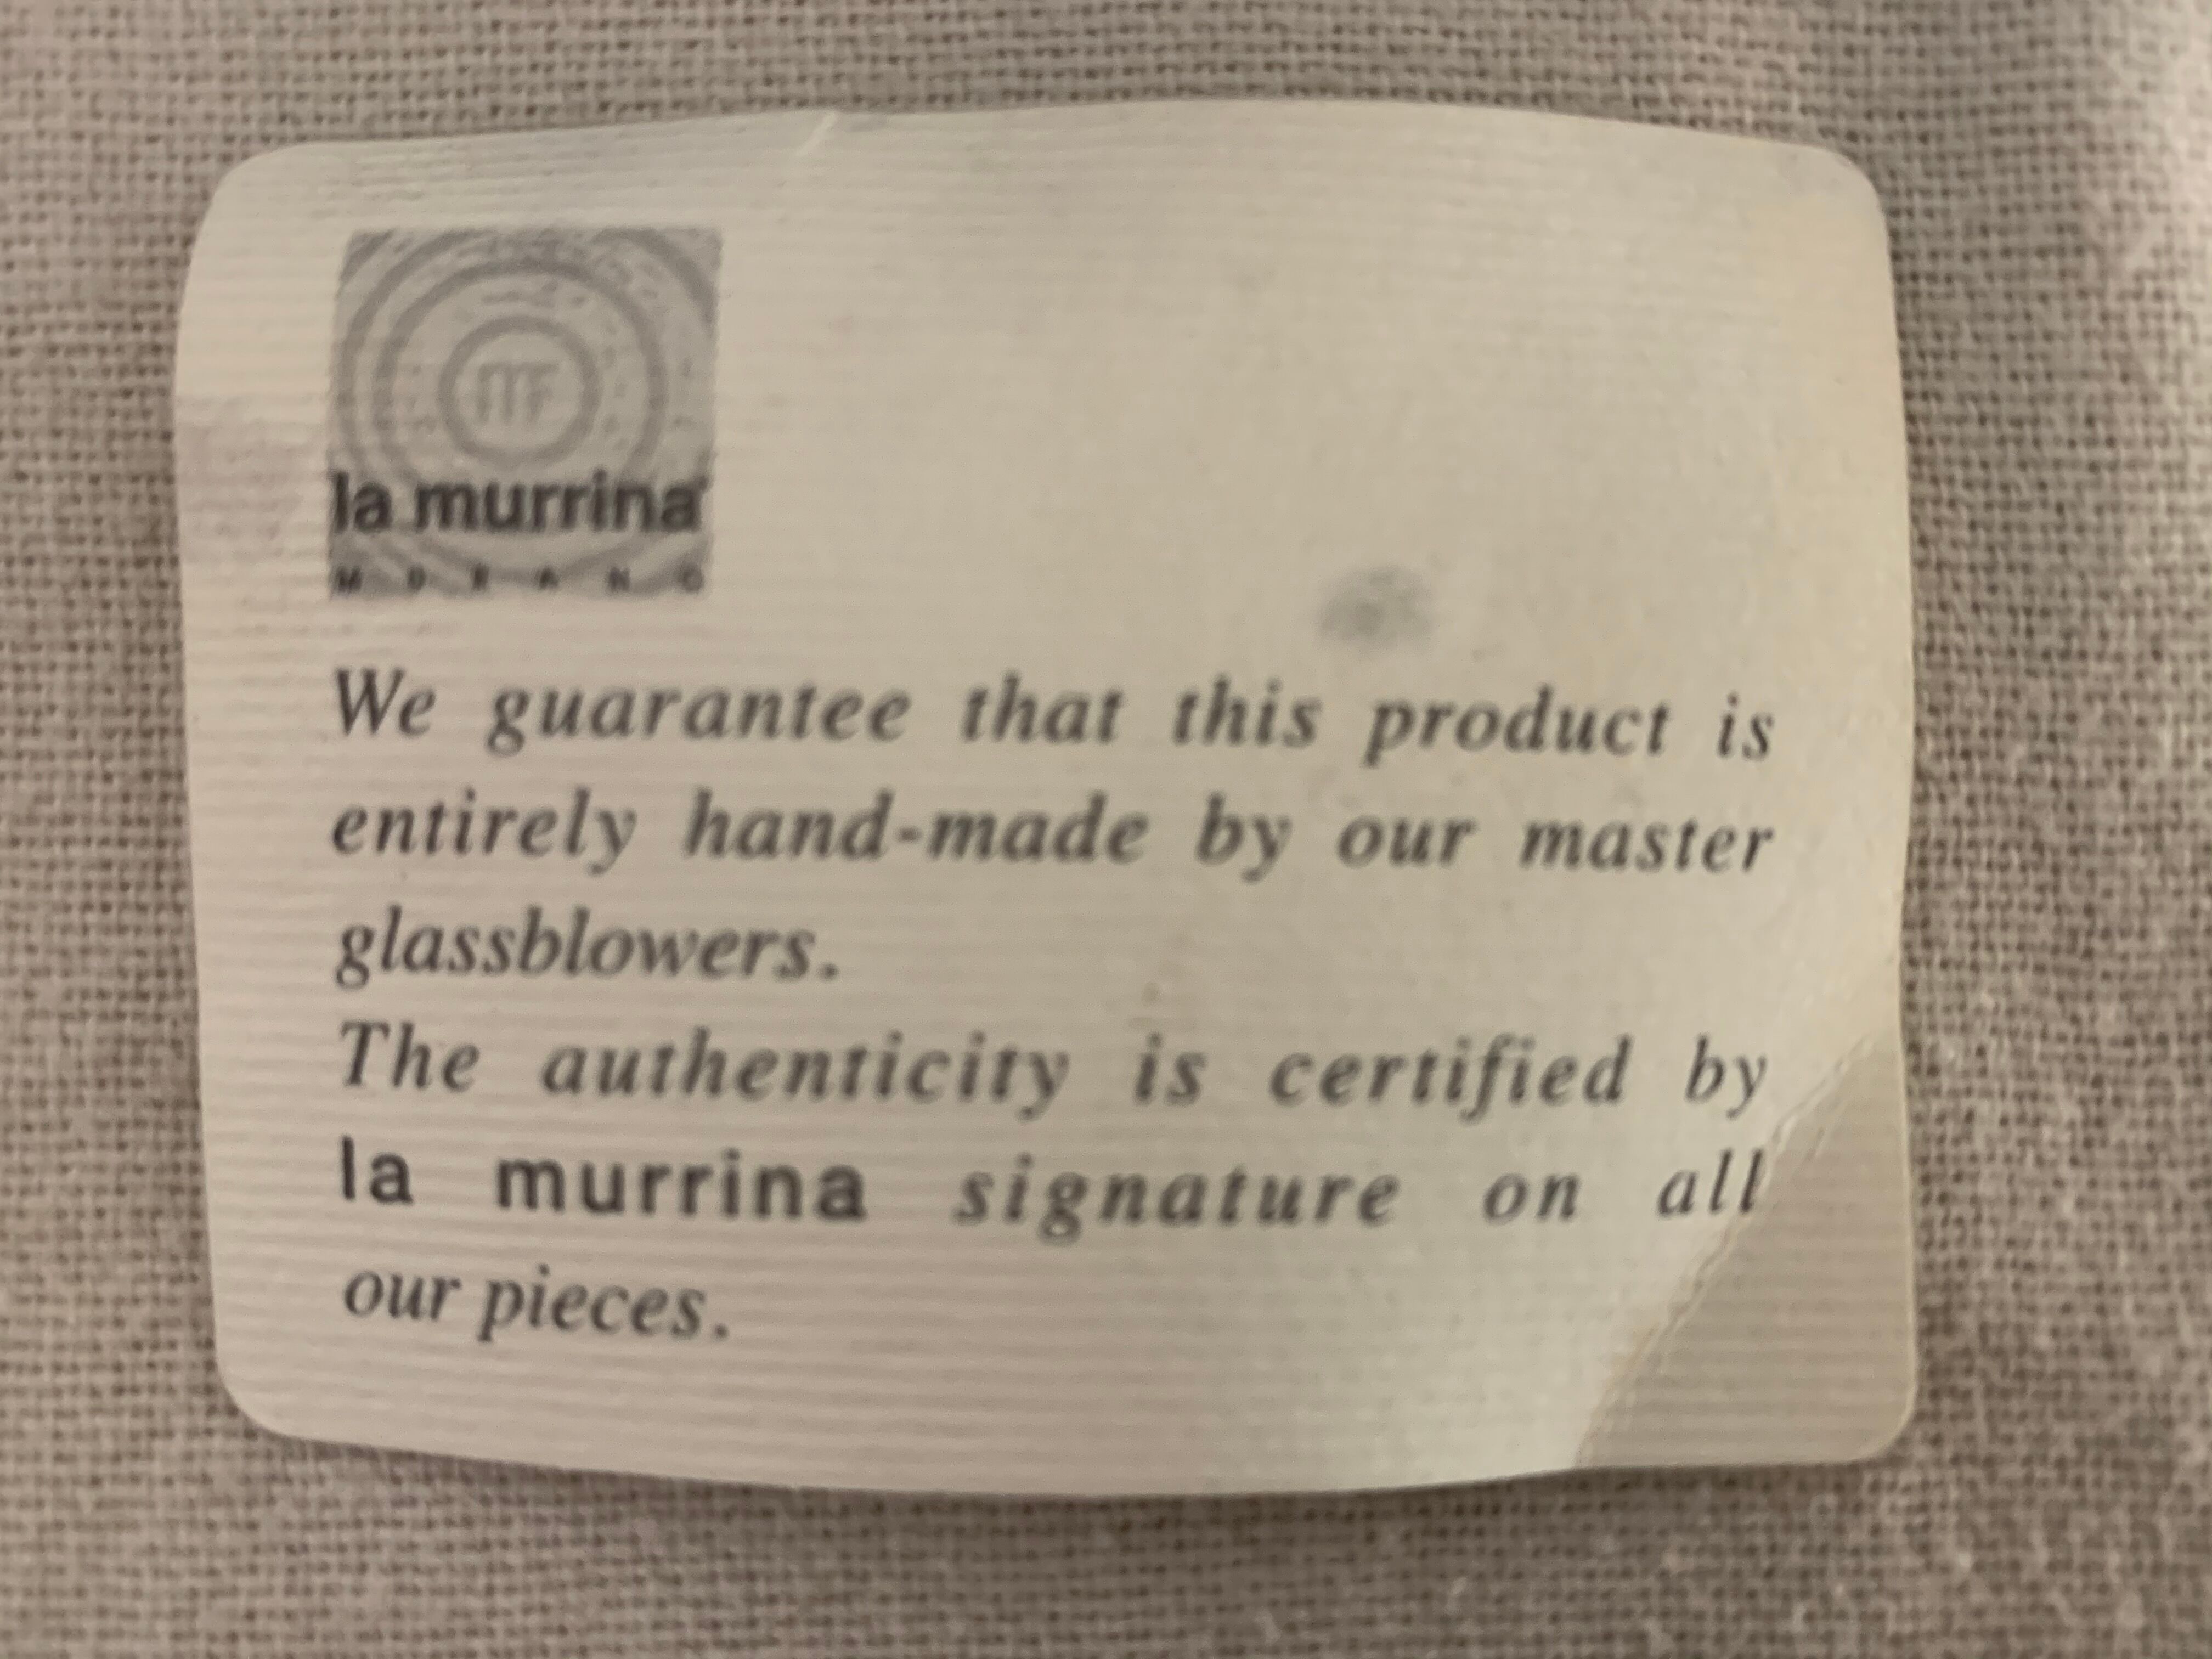 la murrina
MURANO
We guarantee that this product is
entirely hand-made by our master
glassblowers.
The authenticity is certified by
la murrina signature on all
our pieces.